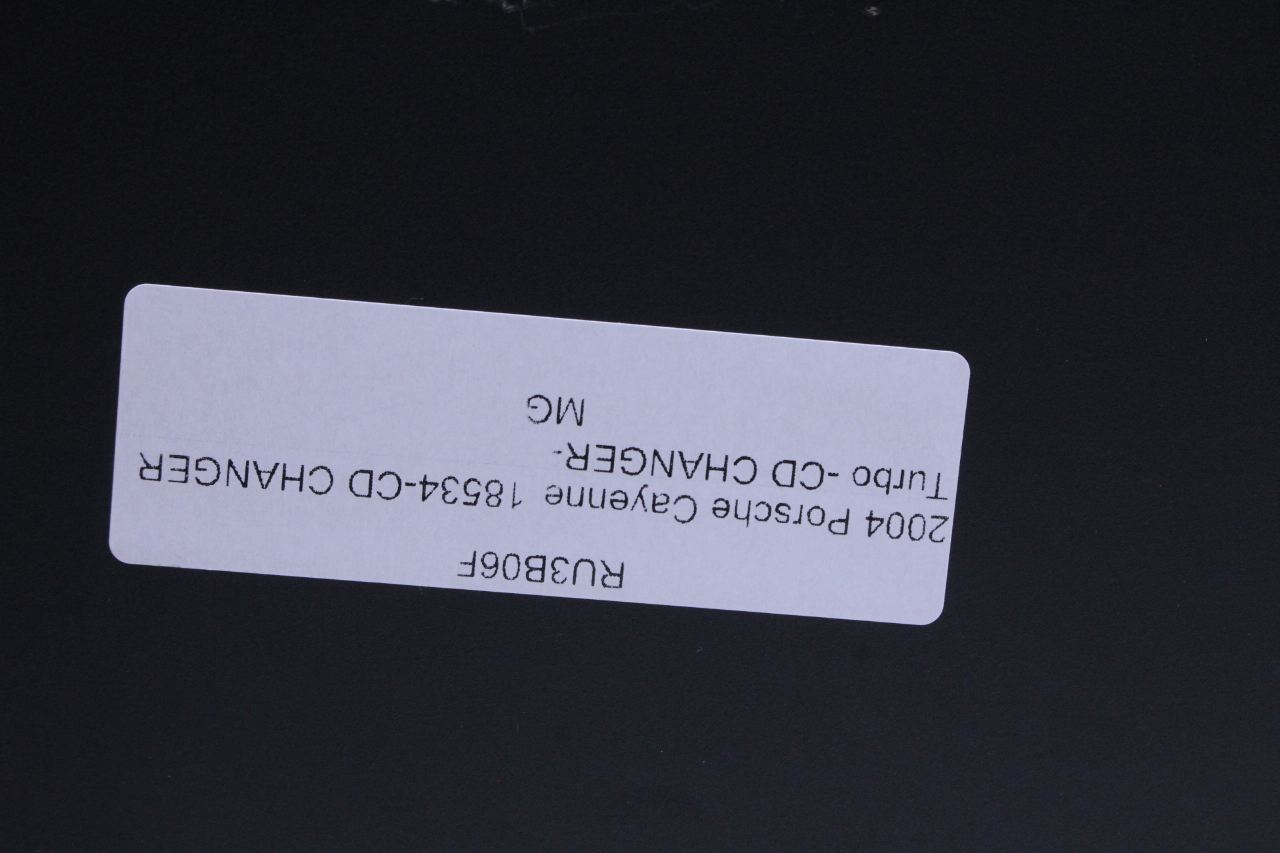 RU3B06F
2004 Porsche Cayenne 18534-CD CHANGER
Turbo -CD CHANGER-
MG